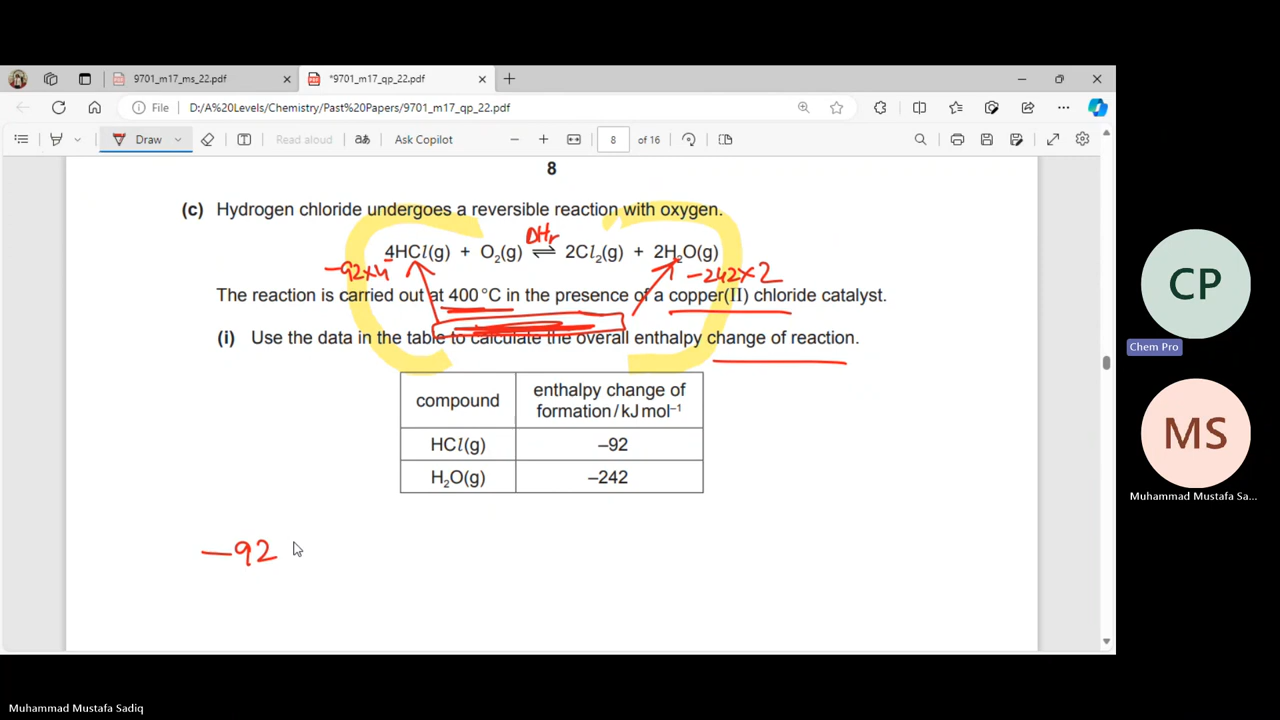 9701_m17_ms_22.pdf
*9701_m17_qp_22.pdf
File D:/A%20Levels/Chemistry/Past%20Papers/9701_m17_qp_22.pdf
Draw Read aloud Ask Copilot 8 of 16
8
(c) Hydrogen chloride undergoes a reversible reaction with oxygen.
ΔHr
4HCl(g) + O₂(g) ⇌ 2Cl₂(g) + 2H₂O(g)
-92×4 -242×2
The reaction is carried out at 400 °C in the presence of a copper(II) chloride catalyst.
(i) Use the data in the table to calculate the overall enthalpy change of reaction.
compound enthalpy change of formation / kJ mol⁻¹
HCl(g) –92
H₂O(g) –242
-92
CP
Chem Pro
MS
Muhammad Mustafa Sa...
Muhammad Mustafa Sadiq